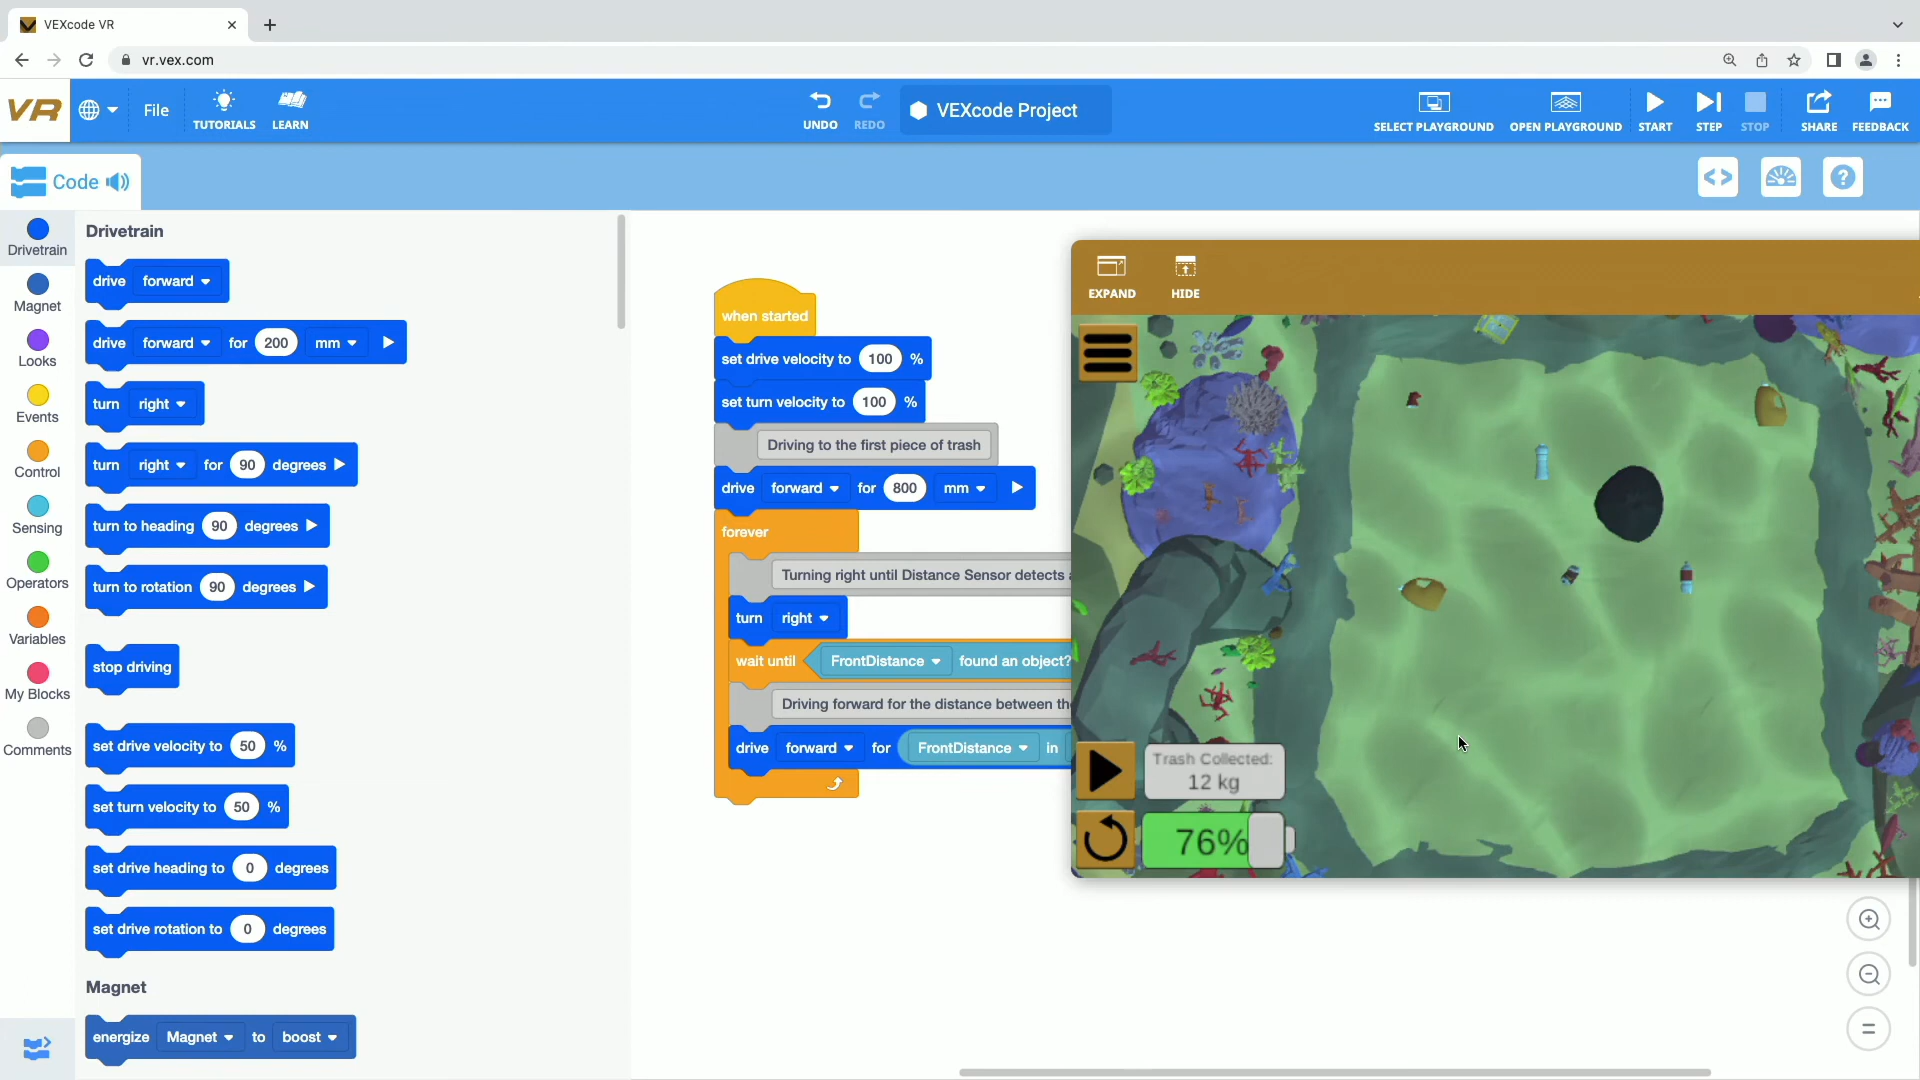 VEXcode VR
vr.vex.com
VR
File
TUTORIALS
LEARN
UNDO
REDO
VEXcode Project
SELECT PLAYGROUND
OPEN PLAYGROUND
START
STEP
STOP
SHARE
FEEDBACK
Code
Drivetrain
Magnet
Looks
Events
Control
Sensing
Operators
Variables
My Blocks
Comments
Drivetrain
drive forward
drive forward for 200 mm
turn right
turn right for 90 degrees
turn to heading 90 degrees
turn to rotation 90 degrees
stop driving
set drive velocity to 50 %
set turn velocity to 50 %
set drive heading to 0 degrees
set drive rotation to 0 degrees
Magnet
energize Magnet to boost
when started
set drive velocity to 100 %
set turn velocity to 100 %
Driving to the first piece of trash
drive forward for 800 mm
forever
Turning right until Distance Sensor detects
turn right
wait until FrontDistance found an object?
Driving forward for the distance between
drive forward for FrontDistance in
EXPAND
HIDE
Trash Collected:
12 kg
76%